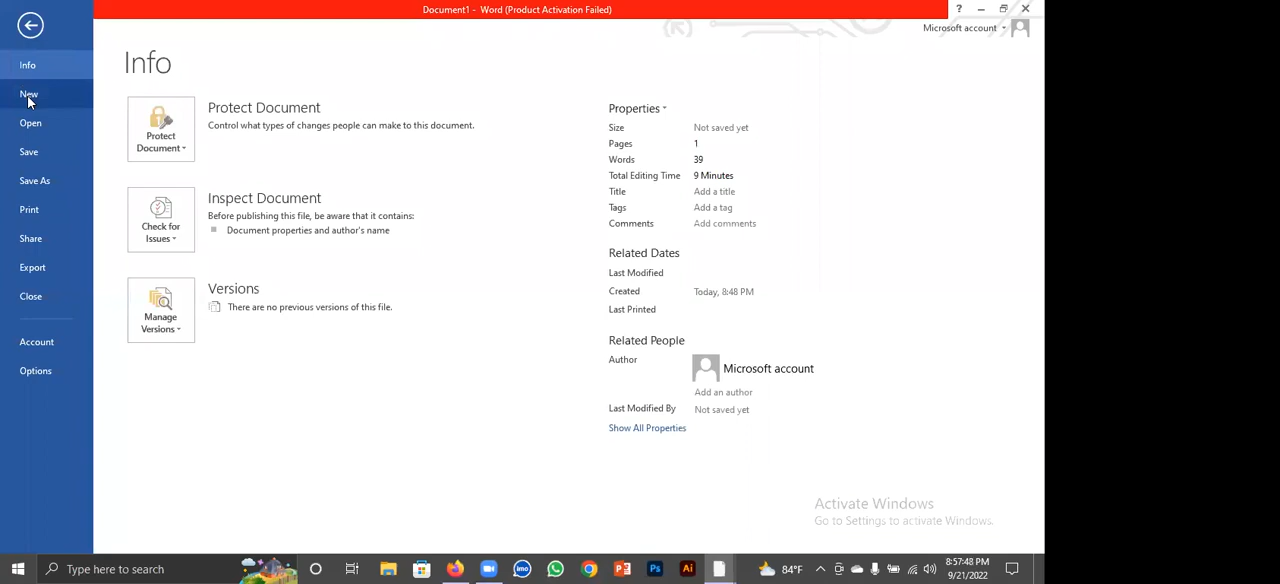 Document1 - Word (Product Activation Failed)
?
Microsoft account
Info
New
Open
Save
Save As
Print
Share
Export
Close
Account
Options
Info
Protect Document
Protect Document
Control what types of changes people can make to this document.
Check for Issues
Inspect Document
Before publishing this file, be aware that it contains:
Document properties and author's name
Manage Versions
Versions
There are no previous versions of this file.
Properties
Size Not saved yet
Pages 1
Words 39
Total Editing Time 9 Minutes
Title Add a title
Tags Add a tag
Comments Add comments
Related Dates
Last Modified
Created Today, 8:48 PM
Last Printed
Related People
Author Microsoft account
Add an author
Last Modified By Not saved yet
Show All Properties
Activate Windows
Go to Settings to activate Windows.
Type here to search
imo
Ps
Ai
84°F
8:57:48 PM
9/21/2022